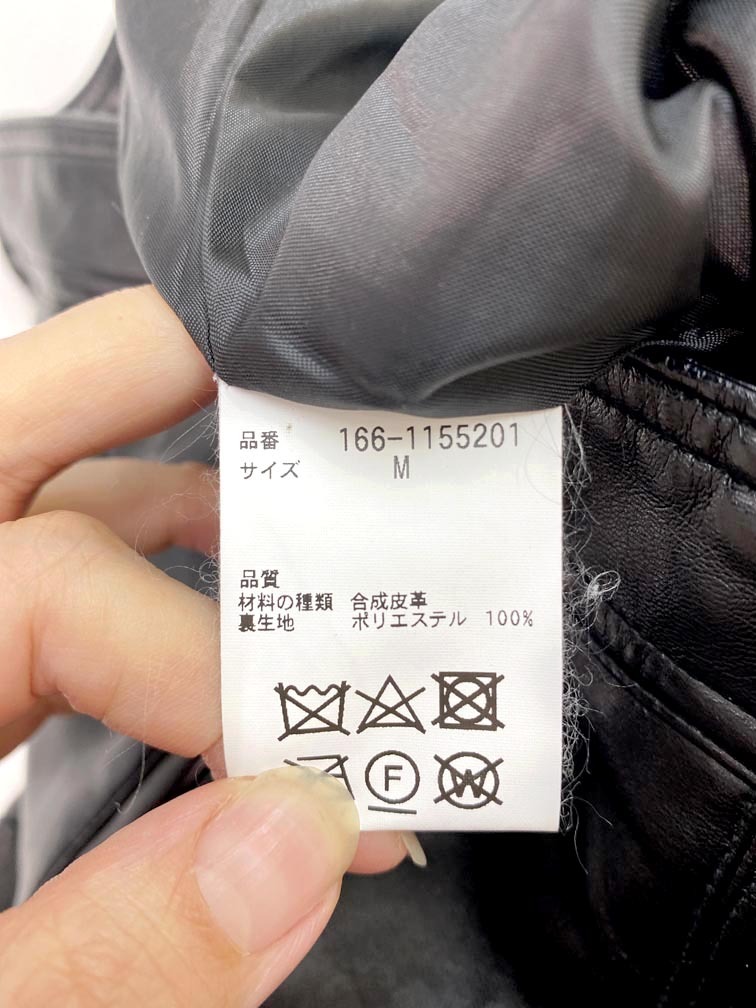 品番 166-1155201
サイズ M
品質
材料の種類 合成皮革
裏生地 ポリエステル 100%
F W